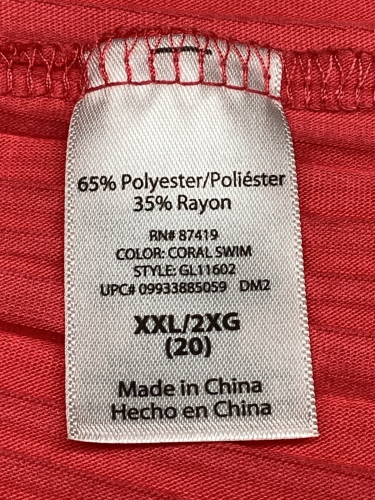 65% Polyester/Poliéster
35% Rayon
RN# 87419
COLOR: CORAL SWIM
STYLE: GL11602
UPC# 09933885059 DM2
XXL/2XG
(20)
Made in China
Hecho en China